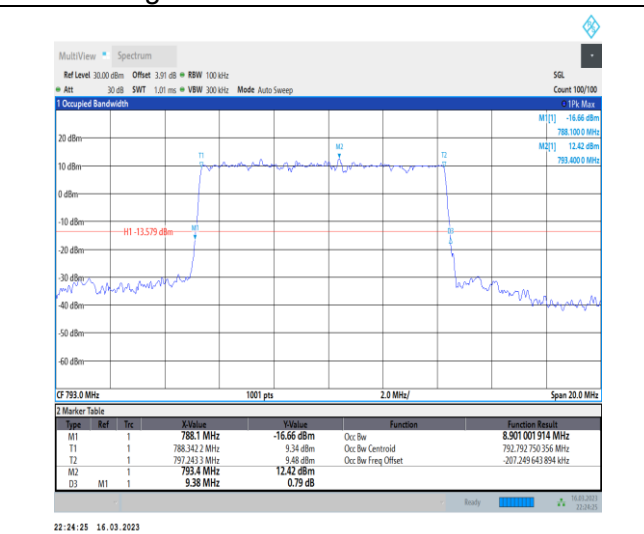 MultiView Spectrum
Ref Level 30.00 dBm Offset 3.91 dB RBW 100 kHz SGL
Att 30 dB SWT 1.01 ms VBW 300 kHz Mode Auto Sweep Count 100/100
1 Occupied Bandwidth 1Pk Max
M1[1] -16.66 dBm
788.100 0 MHz
M2[1] 12.42 dBm
793.400 0 MHz
20 dBm
M2
T1 T2
10 dBm
0 dBm
-10 dBm
M1
H1 -13.579 dBm
D3
-20 dBm
-30 dBm
-40 dBm
-50 dBm
-60 dBm
CF 793.0 MHz 1001 pts 2.0 MHz/ Span 20.0 MHz
2 Marker Table
Type Ref Trc X-Value Y-Value Function Function Result
M1 1 788.1 MHz -16.66 dBm Occ Bw 8.901 001 914 MHz
T1 1 788.342 2 MHz 9.34 dBm Occ Bw Centroid 792.792 750 356 MHz
T2 1 797.243 3 MHz 9.48 dBm Occ Bw Freq Offset -207.249 643 894 kHz
M2 1 793.4 MHz 12.42 dBm
D3 M1 1 9.38 MHz 0.79 dB
Ready 16.03.2023
22:24:25
22:24:25 16.03.2023